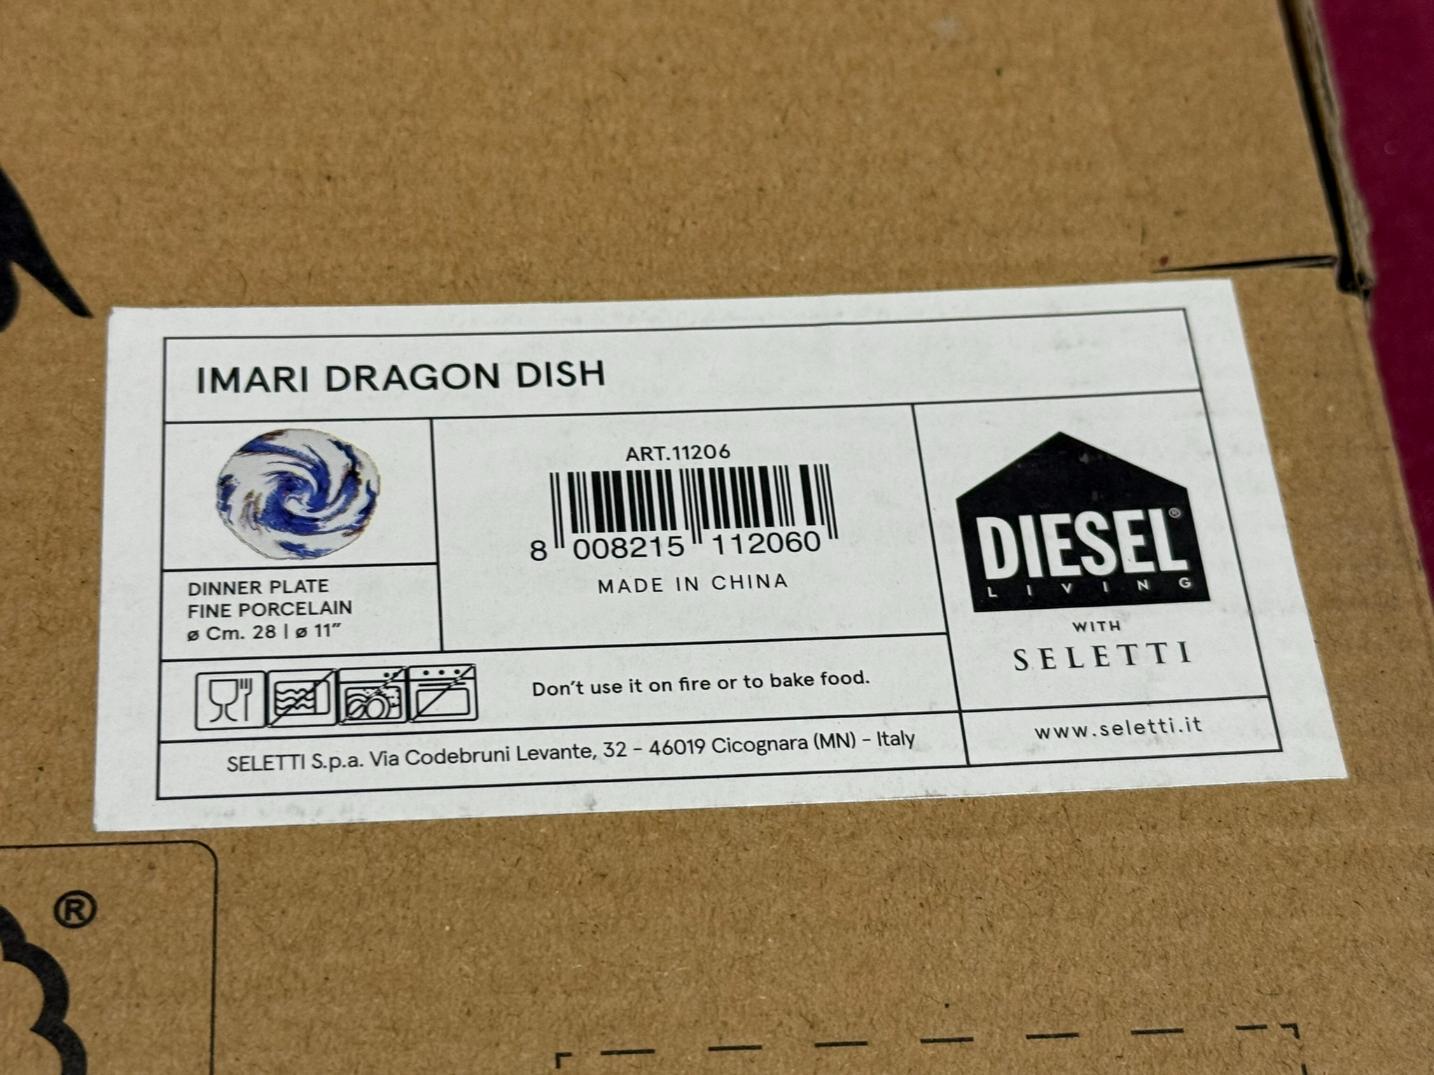 IMARI DRAGON DISH
DINNER PLATE
FINE PORCELAIN
ø Cm. 28 | ø 11"
ART.11206
8 008215 112060
MADE IN CHINA
DIESEL®
LIVING
WITH
SELETTI
Don't use it on fire or to bake food.
SELETTI S.p.a. Via Codebruni Levante, 32 - 46019 Cicognara (MN) - Italy
www.seletti.it
®